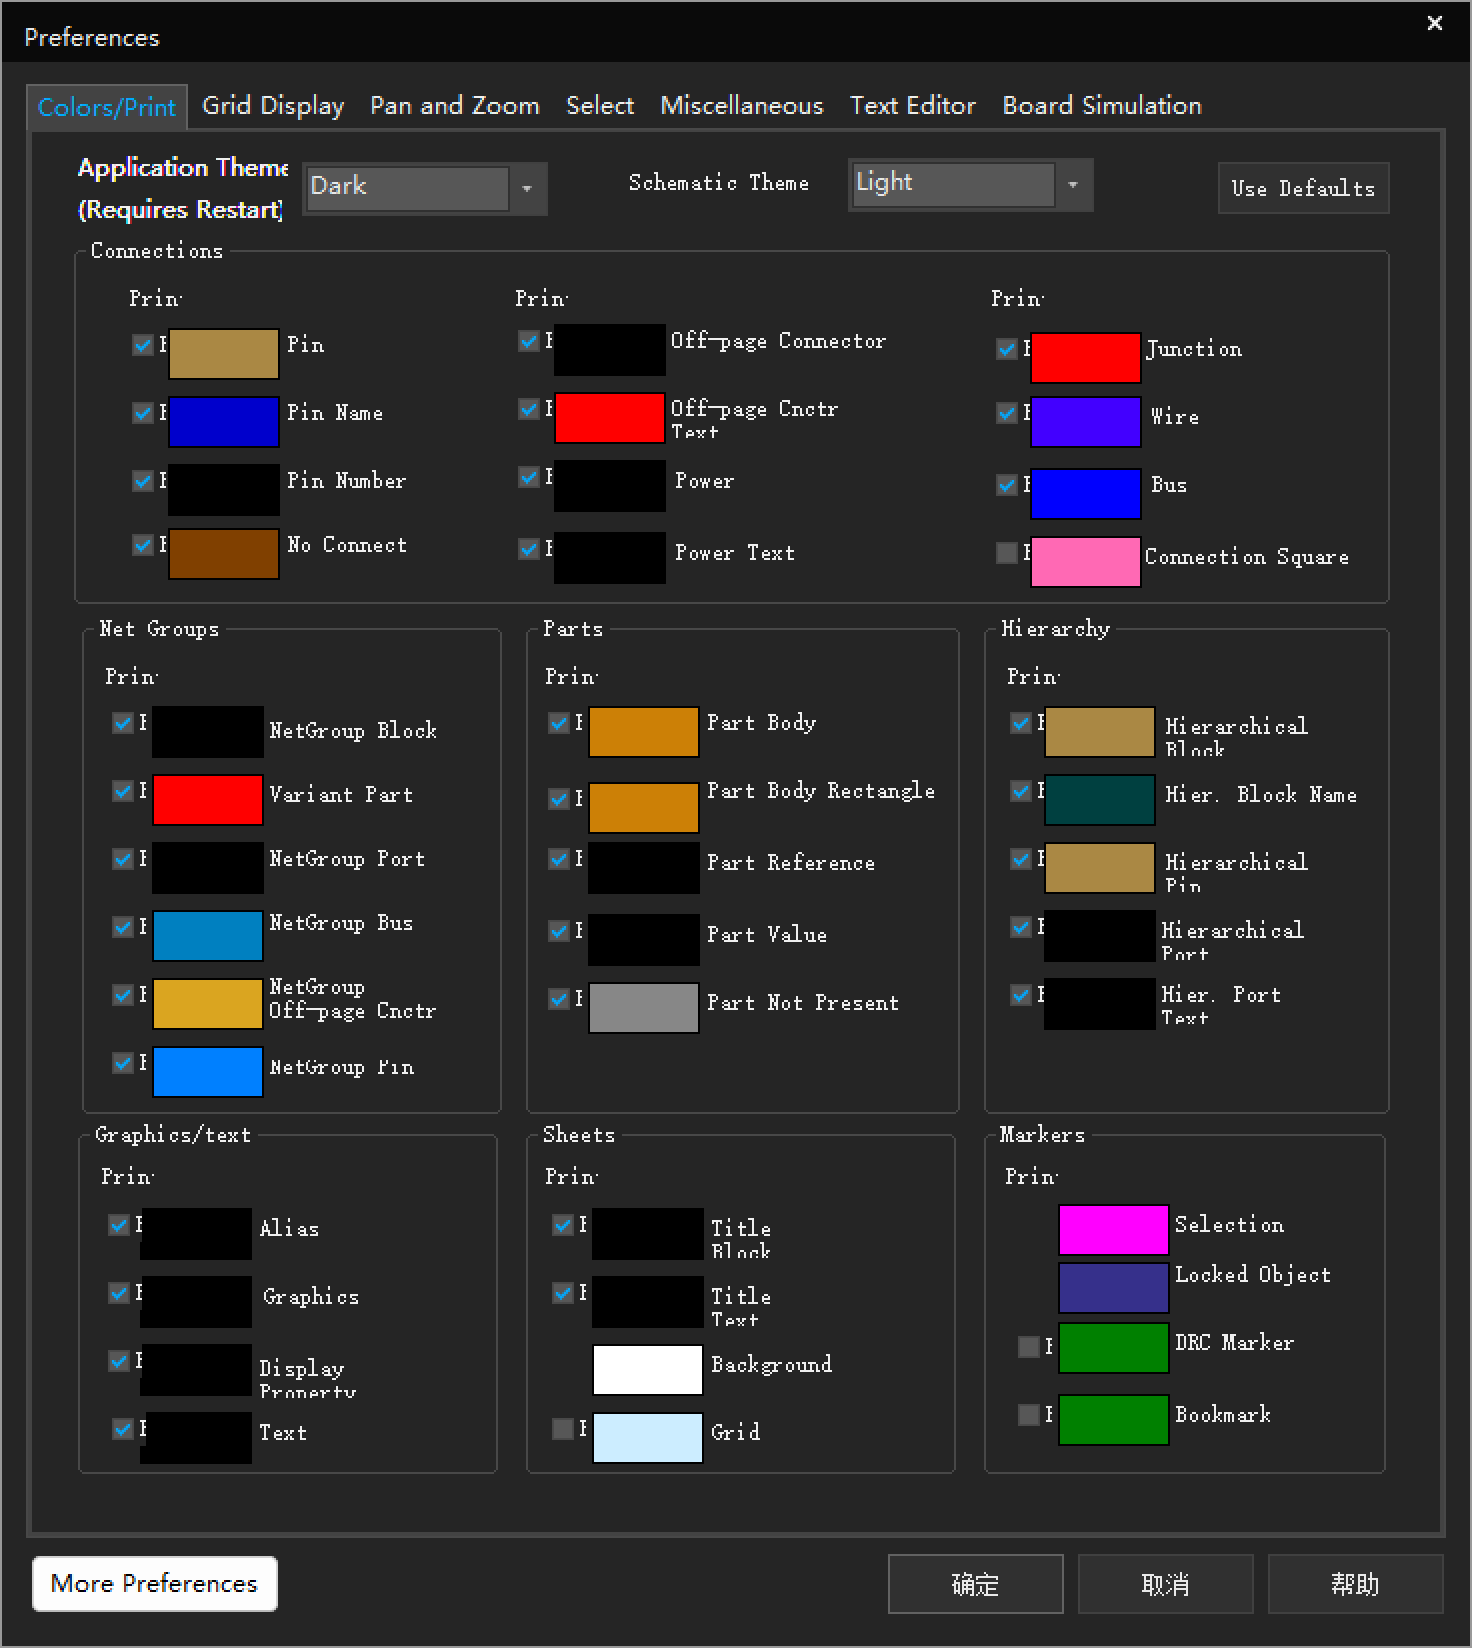 Preferences
Colors/Print Grid Display Pan and Zoom Select Miscellaneous Text Editor Board Simulation
Application Theme
(Requires Restart)
Dark
Schematic Theme
Light
Use Defaults
Connections
Prin Prin Prin
Pin
Off-page Connector
Junction
Pin Name
Off-page Cnctr
Text
Wire
Pin Number
Power
Bus
No Connect
Power Text
Connection Square
Net Groups
Prin
NetGroup Block
Variant Part
NetGroup Port
NetGroup Bus
NetGroup
Off-page Cnctr
NetGroup Pin
Parts
Prin
Part Body
Part Body Rectangle
Part Reference
Part Value
Part Not Present
Hierarchy
Prin
Hierarchical
Block
Hier. Block Name
Hierarchical
Pin
Hierarchical
Port
Hier. Port
Text
Graphics/text
Prin
Alias
Graphics
Display
Property
Text
Sheets
Prin
Title
Block
Title
Text
Background
Grid
Markers
Prin
Selection
Locked Object
DRC Marker
Bookmark
More Preferences
确定
取消
帮助